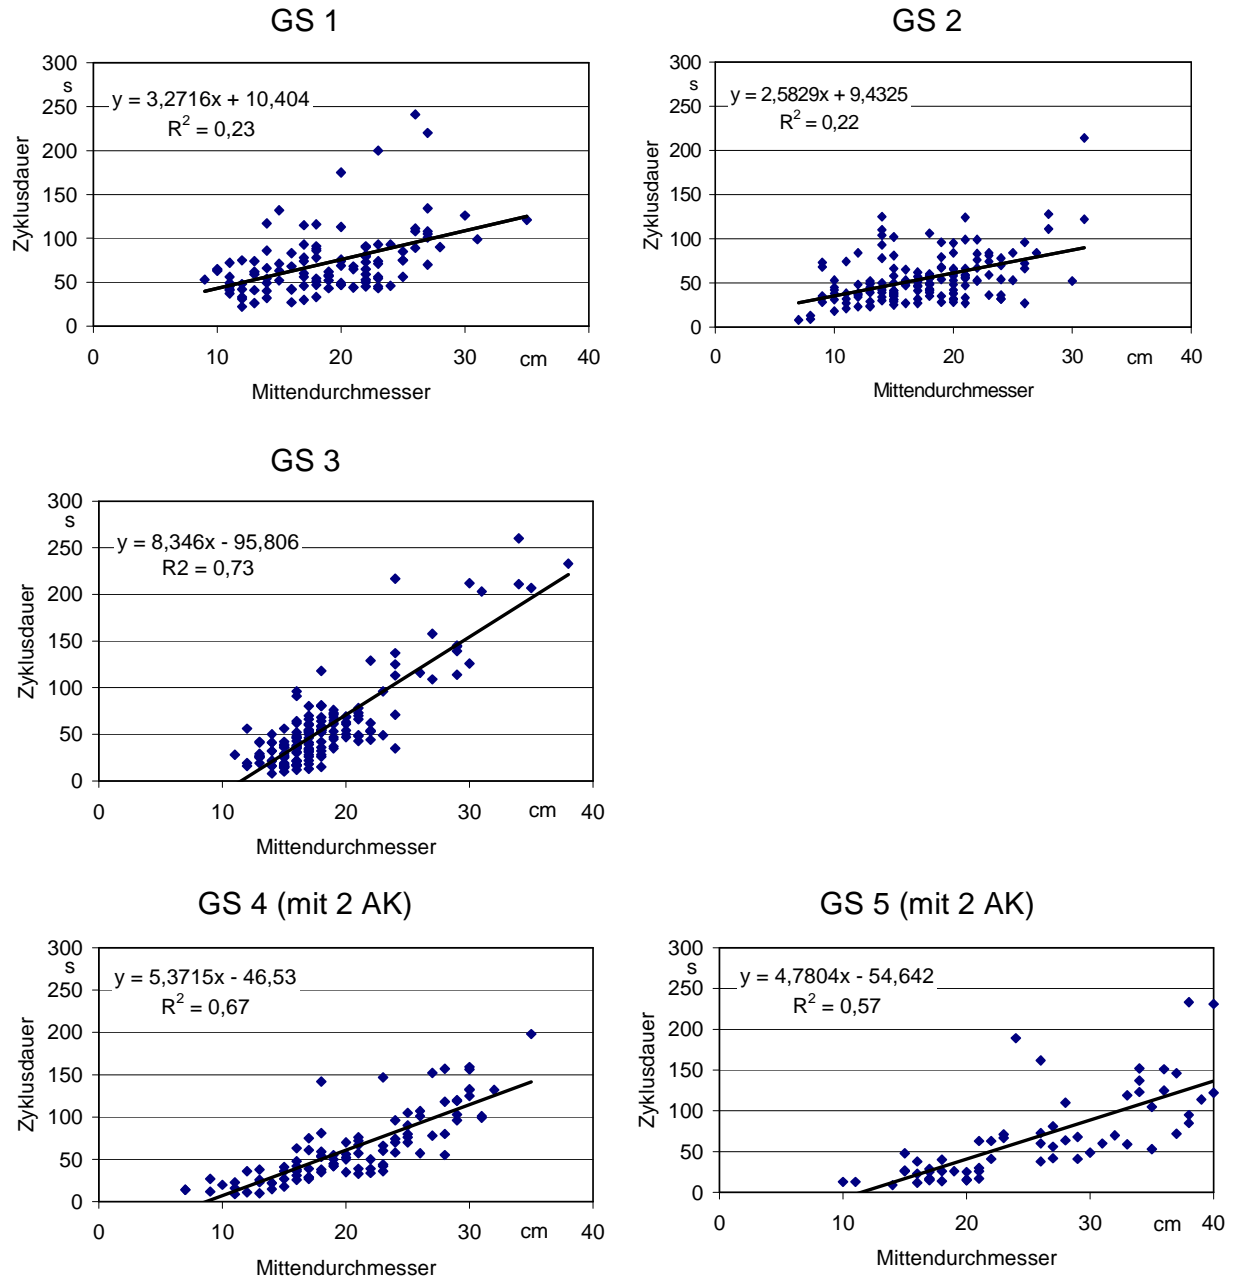 GS 1
300
s
250
200
150
100
50
0
Zyklusdauer
y = 3,2716x + 10,404
R² = 0,23
0 10 20 30 cm 40
Mittendurchmesser
GS 2
300
s
250
200
150
100
50
0
Zyklusdauer
y = 2,5829x + 9,4325
R² = 0,22
0 10 20 30 cm 40
Mittendurchmesser
GS 3
300
s
250
200
150
100
50
0
Zyklusdauer
y = 8,346x - 95,806
R2 = 0,73
0 10 20 30 cm 40
Mittendurchmesser
GS 4 (mit 2 AK)
300
s
250
200
150
100
50
0
Zyklusdauer
y = 5,3715x - 46,53
R² = 0,67
0 10 20 30 cm 40
Mittendurchmesser
GS 5 (mit 2 AK)
300
s
250
200
150
100
50
0
Zyklusdauer
y = 4,7804x - 54,642
R² = 0,57
0 10 20 30 cm 40
Mittendurchmesser